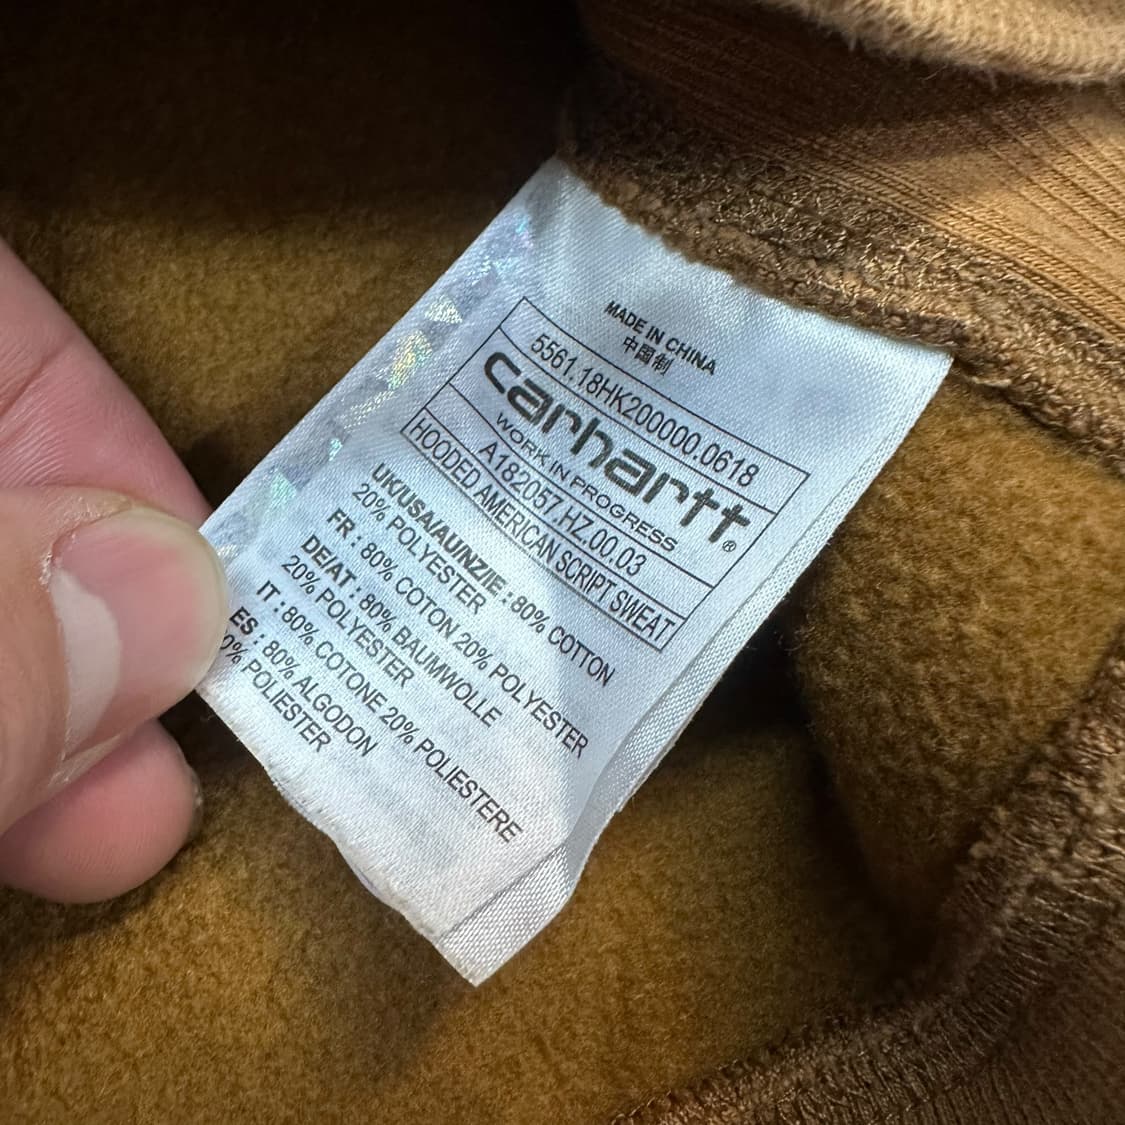 MADE IN CHINA
中国制
5561.18HK200000.0618
carhartt®
WORK IN PROGRESS
A182057.HZ.00.03
HOODED AMERICAN SCRIPT SWEAT
UK/USA/AU/NZ/IE : 80% COTTON
20% POLYESTER
FR : 80% COTON 20% POLYESTER
DE/AT : 80% BAUMWOLLE
20% POLYESTER
IT : 80% COTONE 20% POLIESTERE
ES : 80% ALGODON
0% POLIESTER